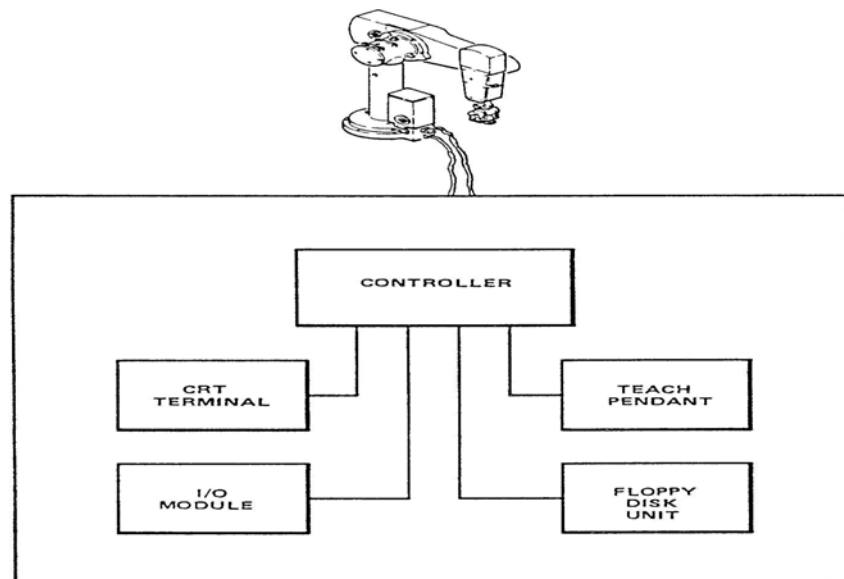 CONTROLLER
CRT
TERMINAL
TEACH
PENDANT
I/O
MODULE
FLOPPY
DISK
UNIT